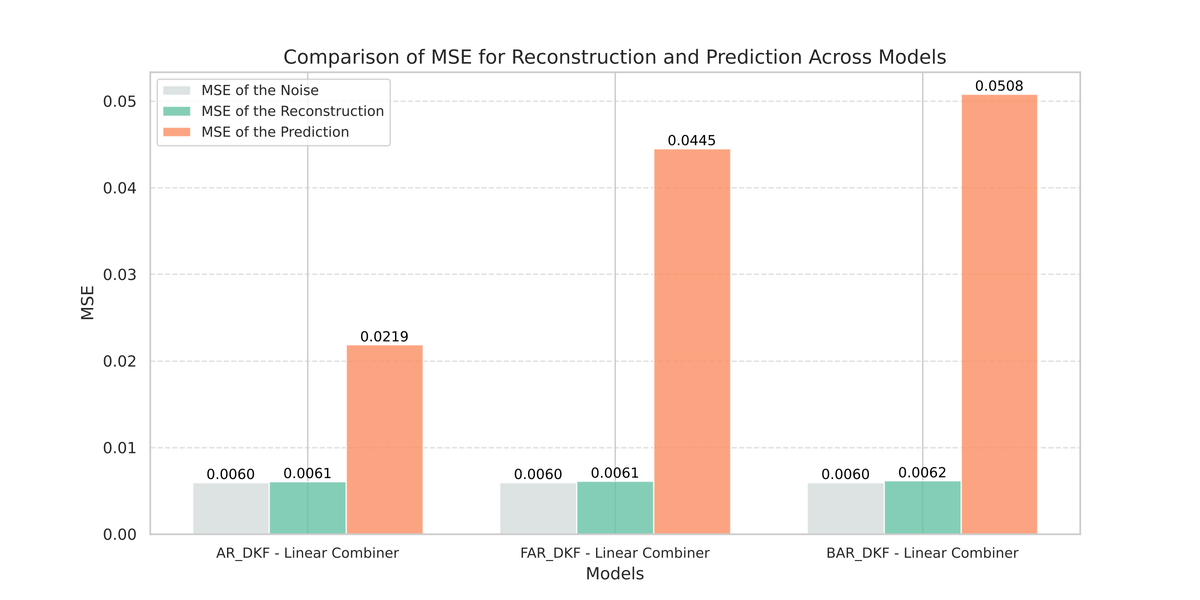 Comparison of MSE for Reconstruction and Prediction Across Models
MSE of the Noise
MSE of the Reconstruction
MSE of the Prediction
MSE
0.05
0.04
0.03
0.02
0.01
0.00
0.0060
0.0061
0.0219
0.0060
0.0061
0.0445
0.0060
0.0062
0.0508
AR_DKF - Linear Combiner
FAR_DKF - Linear Combiner
BAR_DKF - Linear Combiner
Models